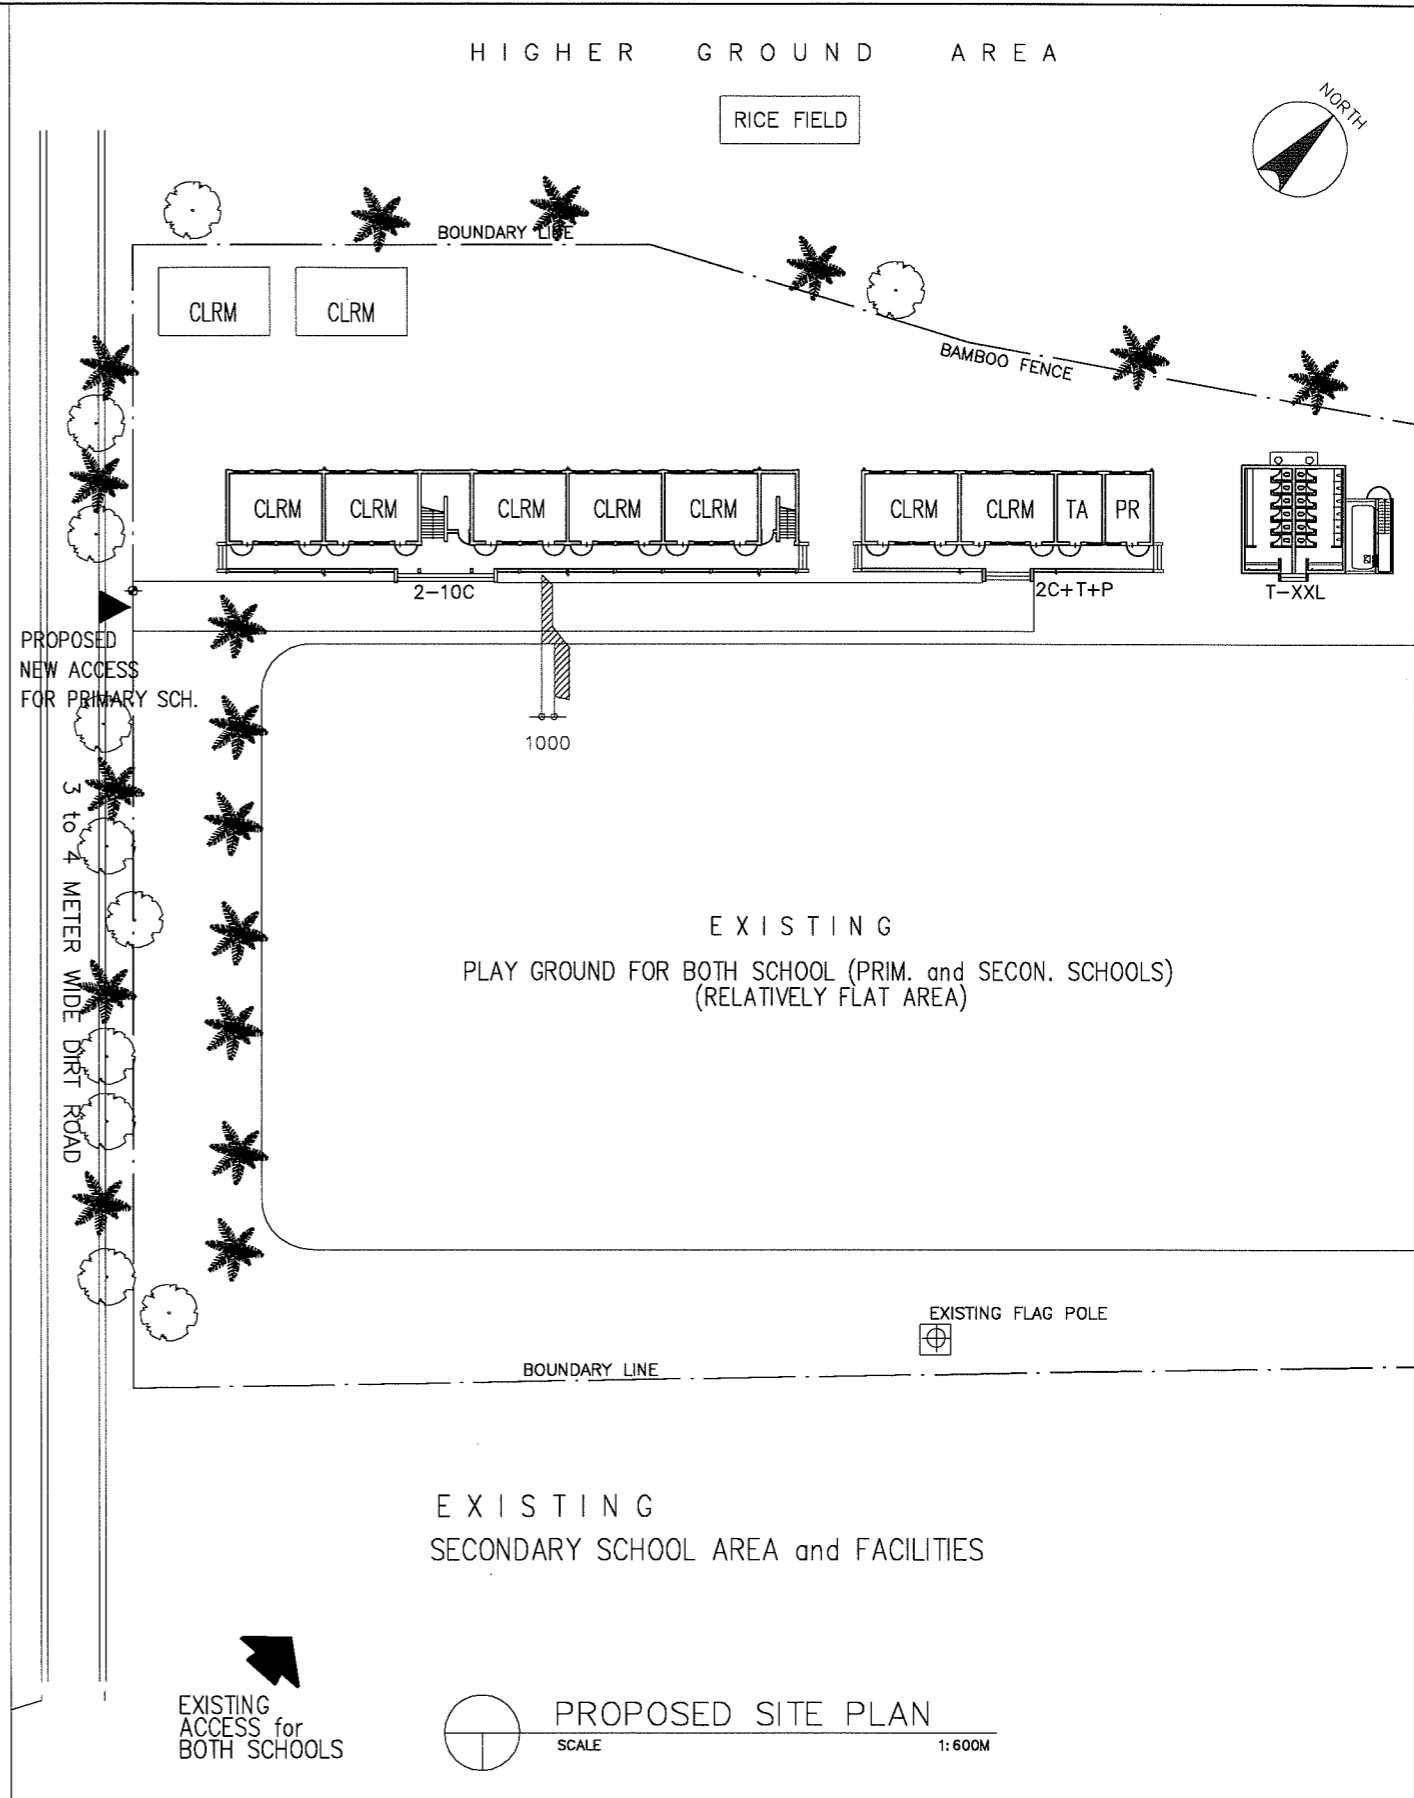 HIGHER GROUND AREA
RICE FIELD
NORTH
BOUNDARY LINE
CLRM
CLRM
BAMBOO FENCE
CLRM
CLRM
CLRM
CLRM
CLRM
CLRM
CLRM
TA
PR
2-10C
2C+T+P
T-XXL
PROPOSED
NEW ACCESS
FOR PRIMARY SCH.
1000
3 to 4 METER WIDE DIRT ROAD
EXISTING
PLAY GROUND FOR BOTH SCHOOL (PRIM. and SECON. SCHOOLS)
(RELATIVELY FLAT AREA)
EXISTING FLAG POLE
BOUNDARY LINE
EXISTING
SECONDARY SCHOOL AREA and FACILITIES
EXISTING
ACCESS for
BOTH SCHOOLS
PROPOSED SITE PLAN
SCALE 1:600M